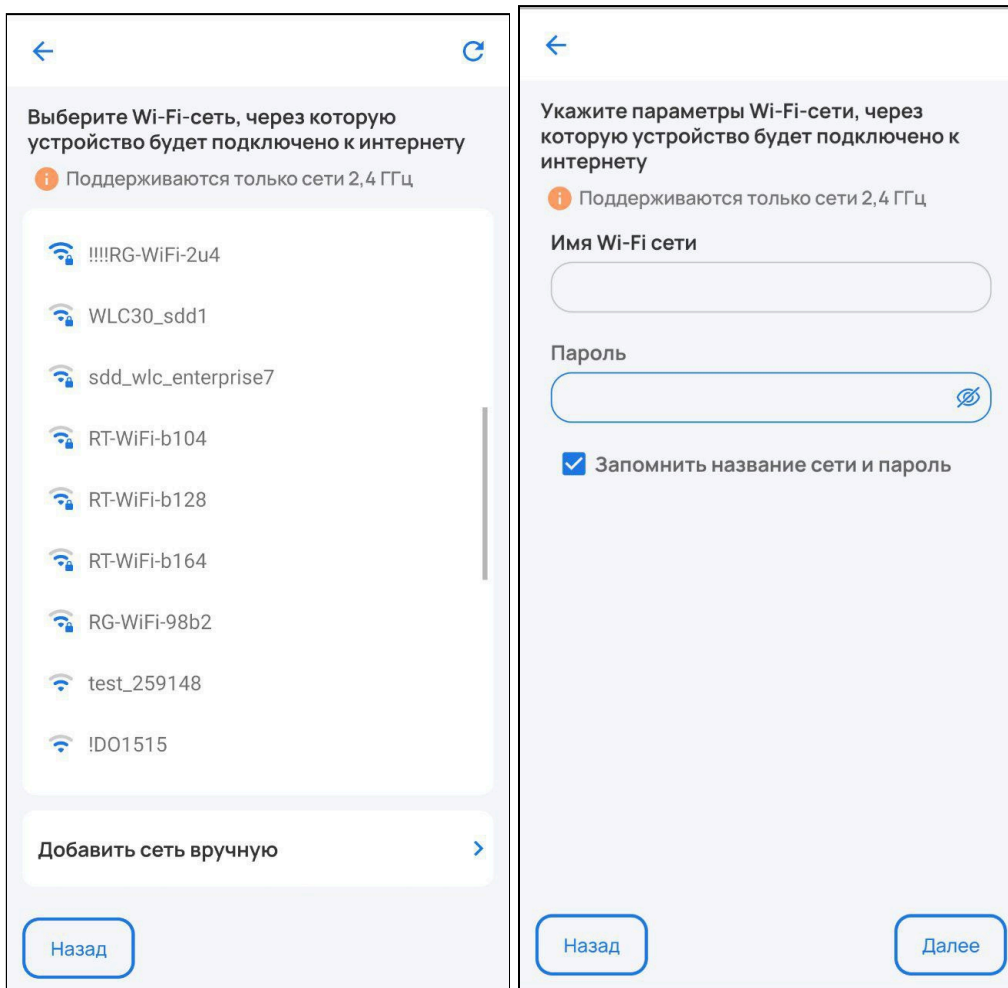 Выберите Wi-Fi-сеть, через которую
устройство будет подключено к интернету
Поддерживаются только сети 2,4 ГГц
!!!!RG-WiFi-2u4
WLC30_sdd1
sdd_wlc_enterprise7
RT-WiFi-b104
RT-WiFi-b128
RT-WiFi-b164
RG-WiFi-98b2
test_259148
!DO1515
Добавить сеть вручную
Назад
Укажите параметры Wi-Fi-сети, через
которую устройство будет подключено к
интернету
Поддерживаются только сети 2,4 ГГц
Имя Wi-Fi сети
Пароль
Запомнить название сети и пароль
Назад
Далее